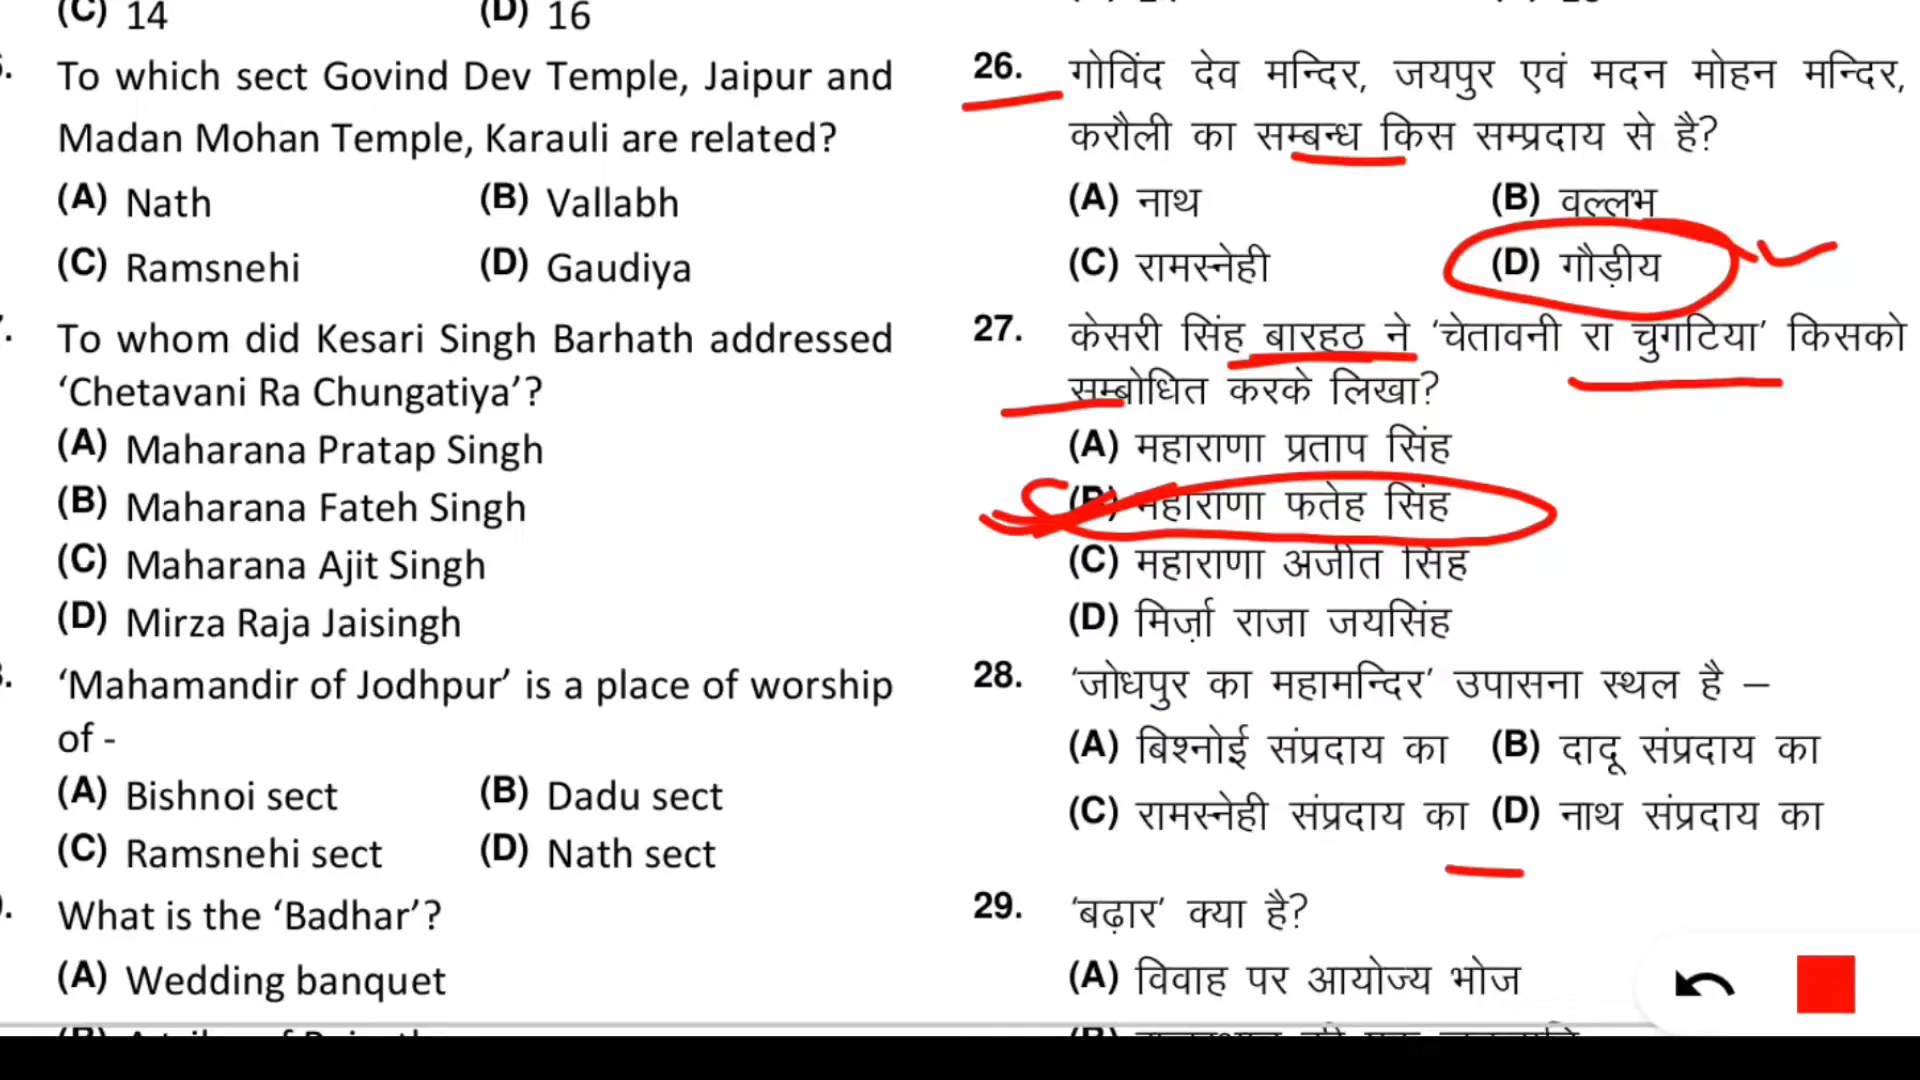 (C) 14 (D) 16
To which sect Govind Dev Temple, Jaipur and
Madan Mohan Temple, Karauli are related?
(A) Nath (B) Vallabh
(C) Ramsnehi (D) Gaudiya
To whom did Kesari Singh Barhath addressed
‘Chetavani Ra Chungatiya’?
(A) Maharana Pratap Singh
(B) Maharana Fateh Singh
(C) Maharana Ajit Singh
(D) Mirza Raja Jaisingh
‘Mahamandir of Jodhpur’ is a place of worship
of -
(A) Bishnoi sect (B) Dadu sect
(C) Ramsnehi sect (D) Nath sect
What is the ‘Badhar’?
(A) Wedding banquet
26. गोविंद देव मन्दिर, जयपुर एवं मदन मोहन मन्दिर,
करौली का सम्बन्ध किस सम्प्रदाय से है?
(A) नाथ (B) वल्लभ
(C) रामस्नेही (D) गौड़ीय
27. केसरी सिंह बारहठ ने ‘चेतावनी रा चुगटिया’ किसको
सम्बोधित करके लिखा?
(A) महाराणा प्रताप सिंह
(B) महाराणा फतेह सिंह
(C) महाराणा अजीत सिंह
(D) मिर्ज़ा राजा जयसिंह
28. ‘जोधपुर का महामन्दिर’ उपासना स्थल है –
(A) बिश्नोई संप्रदाय का (B) दादू संप्रदाय का
(C) रामस्नेही संप्रदाय का (D) नाथ संप्रदाय का
29. ‘बढ़ार’ क्या है?
(A) विवाह पर आयोज्य भोज